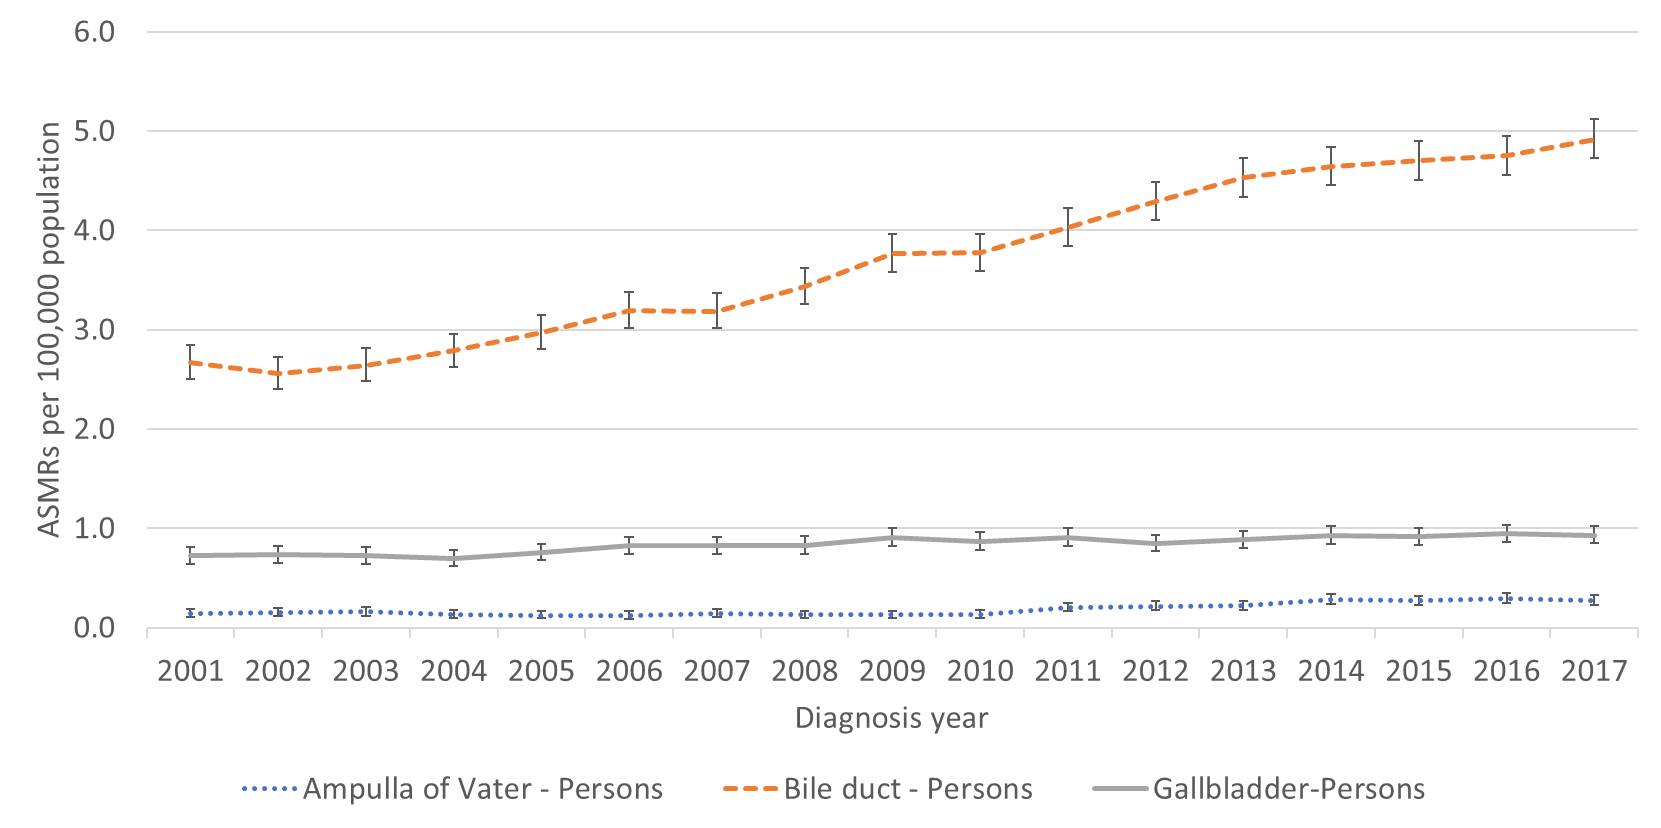 6.0
5.0
4.0
3.0
2.0
1.0
0.0
ASMRs per 100,000 population
2001 2002 2003 2004 2005 2006 2007 2008 2009 2010 2011 2012 2013 2014 2015 2016 2017
Diagnosis year
Ampulla of Vater - Persons Bile duct - Persons Gallbladder-Persons